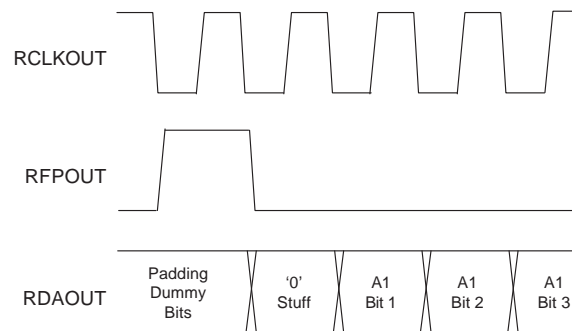 RCLKOUT
RFPOUT
RDAOUT
Padding
Dummy
Bits
‘0’
Stuff
A1
Bit 1
A1
Bit 2
A1
Bit 3